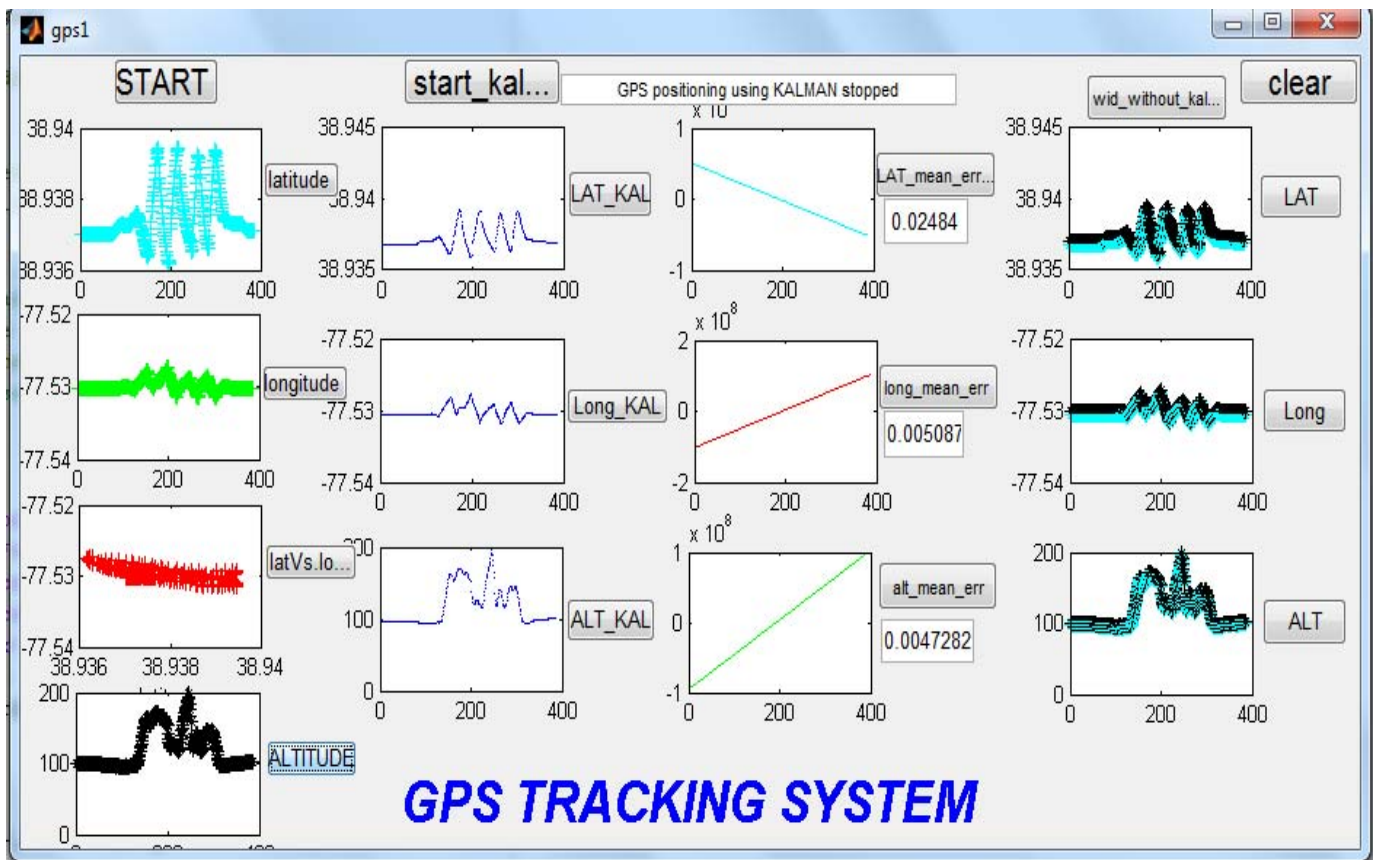 gps1
START
start_kal...
GPS positioning using KALMAN stopped
wid_without_kal...
clear
38.94
38.938
38.936
0 200 400
latitude
38.945
38.94
38.935
0 200 400
LAT_KAL
1
0
-1
0 200 400
LAT_mean_err...
0.02484
38.945
38.94
38.935
0 200 400
LAT
-77.52
-77.53
-77.54
0 200 400
longitude
-77.52
-77.53
-77.54
0 200 400
Long_KAL
x 10^8
2
0
-2
0 200 400
long_mean_err
0.005087
-77.52
-77.53
-77.54
0 200 400
Long
-77.52
-77.53
-77.54
38.936 38.938 38.94
latVs.lo...
200
100
0
0 200 400
ALT_KAL
x 10^8
1
0
-1
0 200 400
alt_mean_err
0.0047282
200
100
0
0 200 400
ALT
200
100
0
ALTITUDE
GPS TRACKING SYSTEM